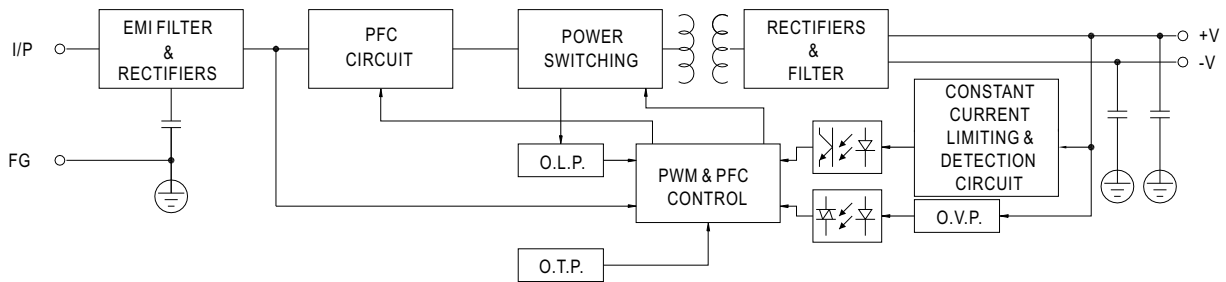 I/P
EMI FILTER
&
RECTIFIERS
PFC
CIRCUIT
POWER
SWITCHING
RECTIFIERS
&
FILTER
+V
-V
CONSTANT
CURRENT
LIMITING &
DETECTION
CIRCUIT
FG
O.L.P.
PWM & PFC
CONTROL
O.V.P.
O.T.P.